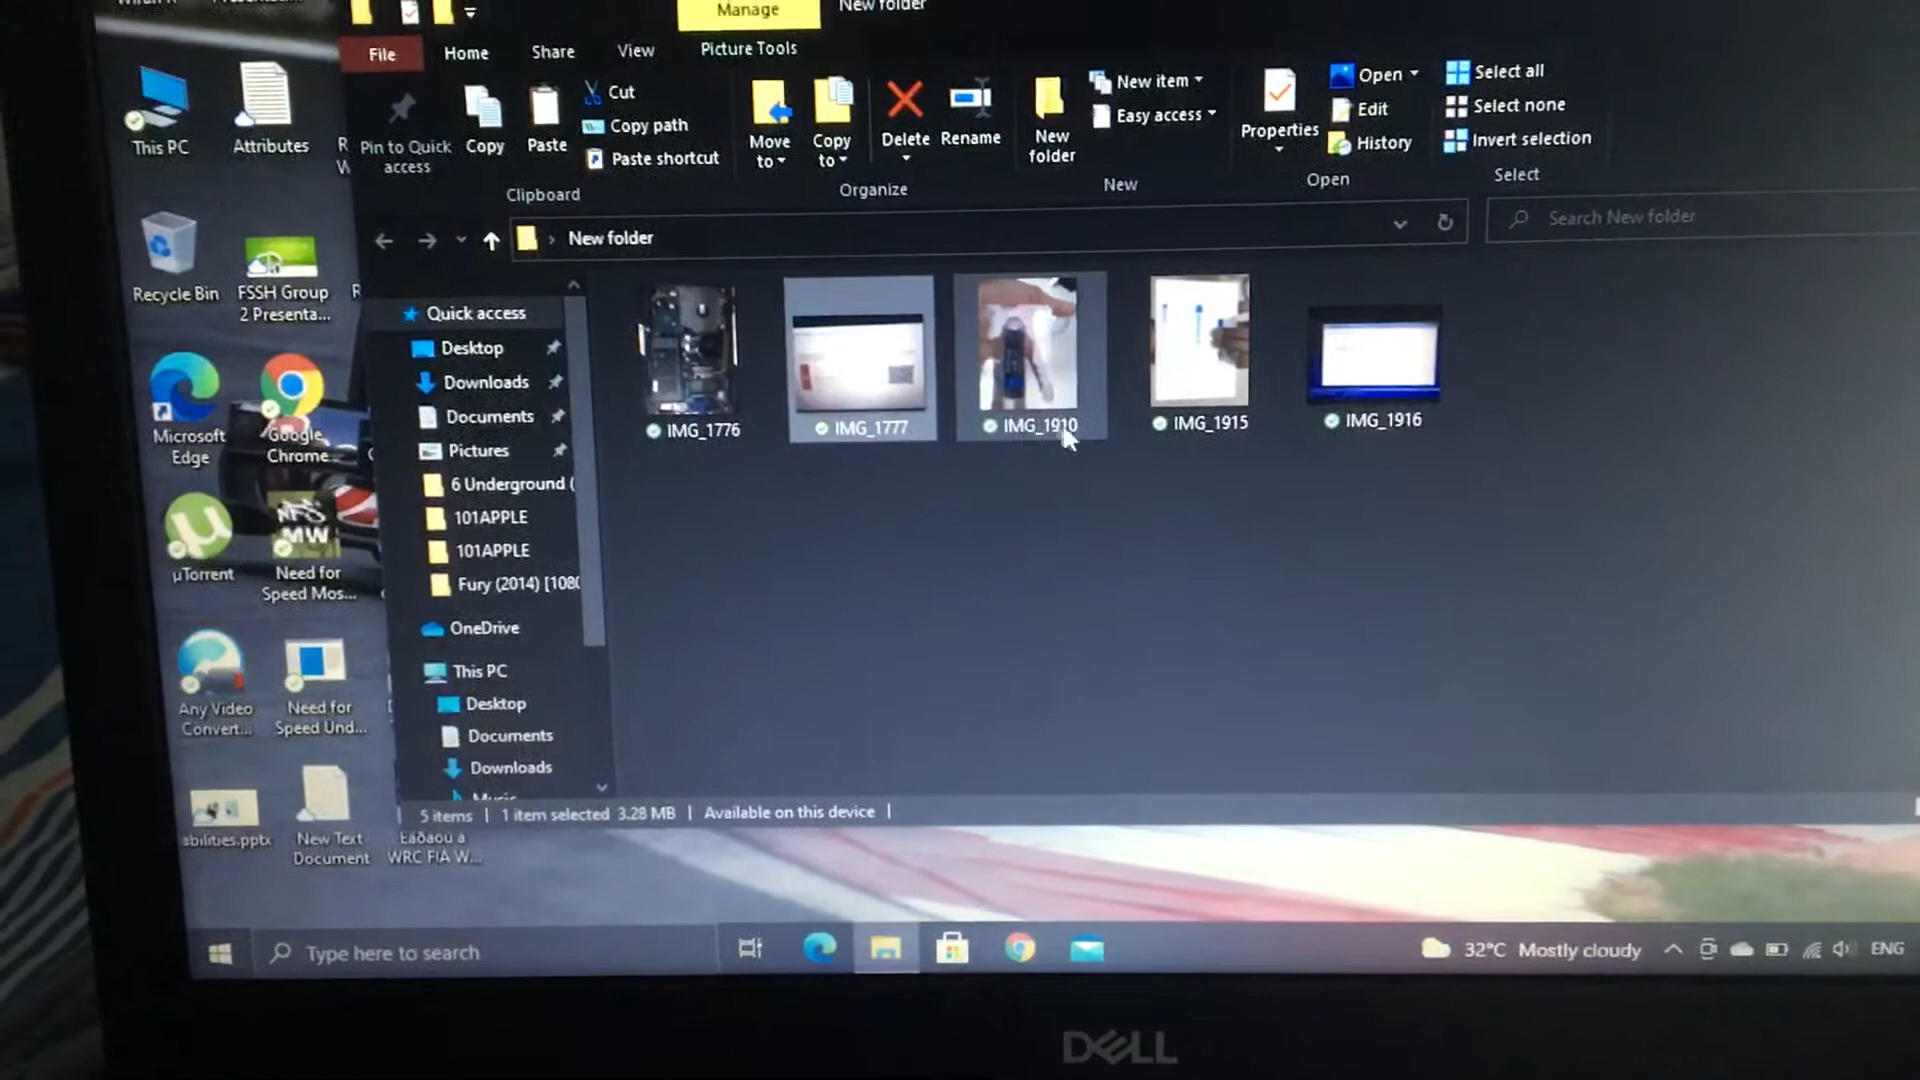 Manage
New folder
File
Home
Share
View
Picture Tools
Pin to Quick
access
Copy
Paste
Cut
Copy path
Paste shortcut
Clipboard
Move
to
Copy
to
Delete
Rename
Organize
New
folder
New item
Easy access
New
Properties
Open
Edit
History
Open
Select all
Select none
Invert selection
Select
New folder
Search New folder
This PC
Attributes
Recycle Bin
FSSH Group
2 Presenta...
Microsoft
Edge
Google
Chrome
µTorrent
NFS
MW
Need for
Speed Mos...
Any Video
Convert...
Need for
Speed Und...
abilities.pptx
New Text
Document
WRC FIA W...
Quick access
Desktop
Downloads
Documents
Pictures
6 Underground (
101APPLE
101APPLE
Fury (2014) [1080
OneDrive
This PC
Desktop
Documents
Downloads
Music
IMG_1776
IMG_1777
IMG_1910
IMG_1915
IMG_1916
5 items
1 item selected 3.28 MB
Available on this device
Type here to search
32°C Mostly cloudy
ENG
DELL